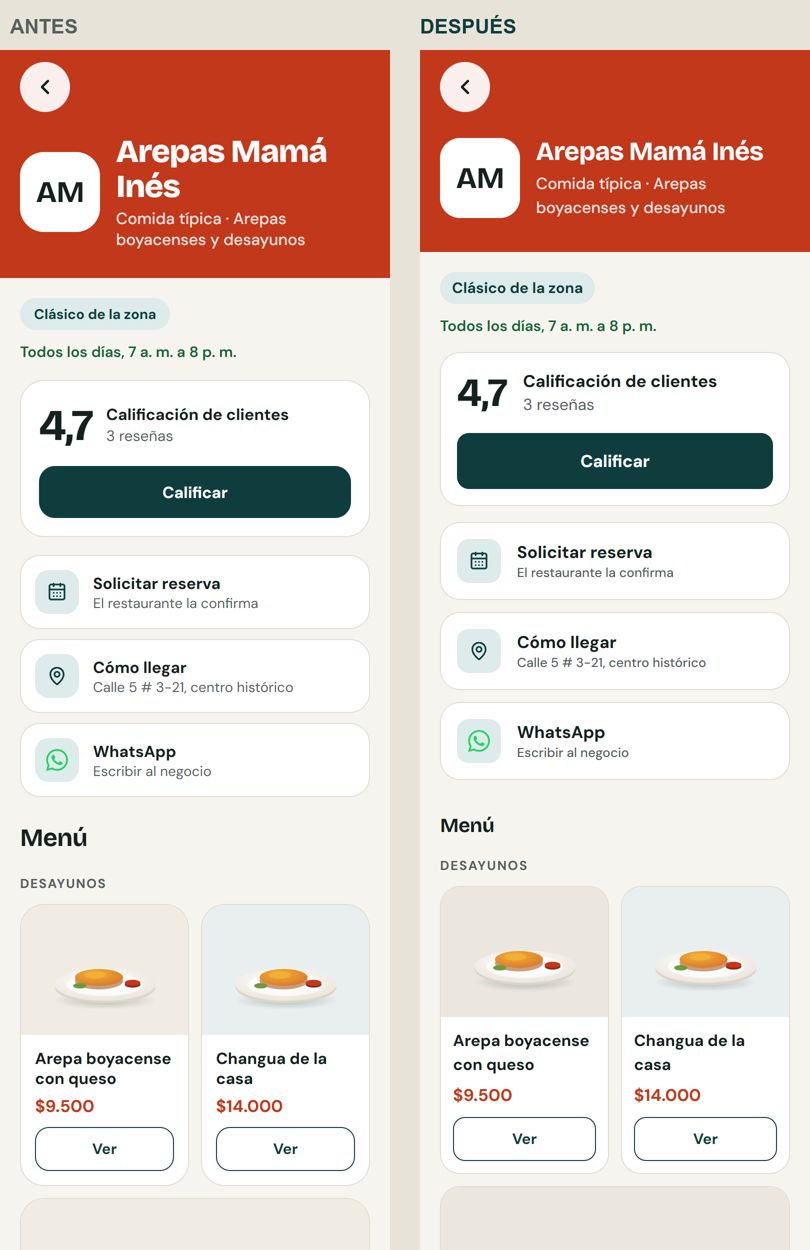 ANTES
AM
Arepas Mamá
Inés
Comida típica · Arepas
boyacenses y desayunos
Clásico de la zona
Todos los días, 7 a. m. a 8 p. m.
4,7
Calificación de clientes
3 reseñas
Calificar
Solicitar reserva
El restaurante la confirma
Cómo llegar
Calle 5 # 3-21, centro histórico
WhatsApp
Escribir al negocio
Menú
DESAYUNOS
Arepa boyacense
con queso
$9.500
Ver
Changua de la
casa
$14.000
Ver
DESPUÉS
AM
Arepas Mamá Inés
Comida típica · Arepas
boyacenses y desayunos
Clásico de la zona
Todos los días, 7 a. m. a 8 p. m.
4,7
Calificación de clientes
3 reseñas
Calificar
Solicitar reserva
El restaurante la confirma
Cómo llegar
Calle 5 # 3-21, centro histórico
WhatsApp
Escribir al negocio
Menú
DESAYUNOS
Arepa boyacense
con queso
$9.500
Ver
Changua de la
casa
$14.000
Ver